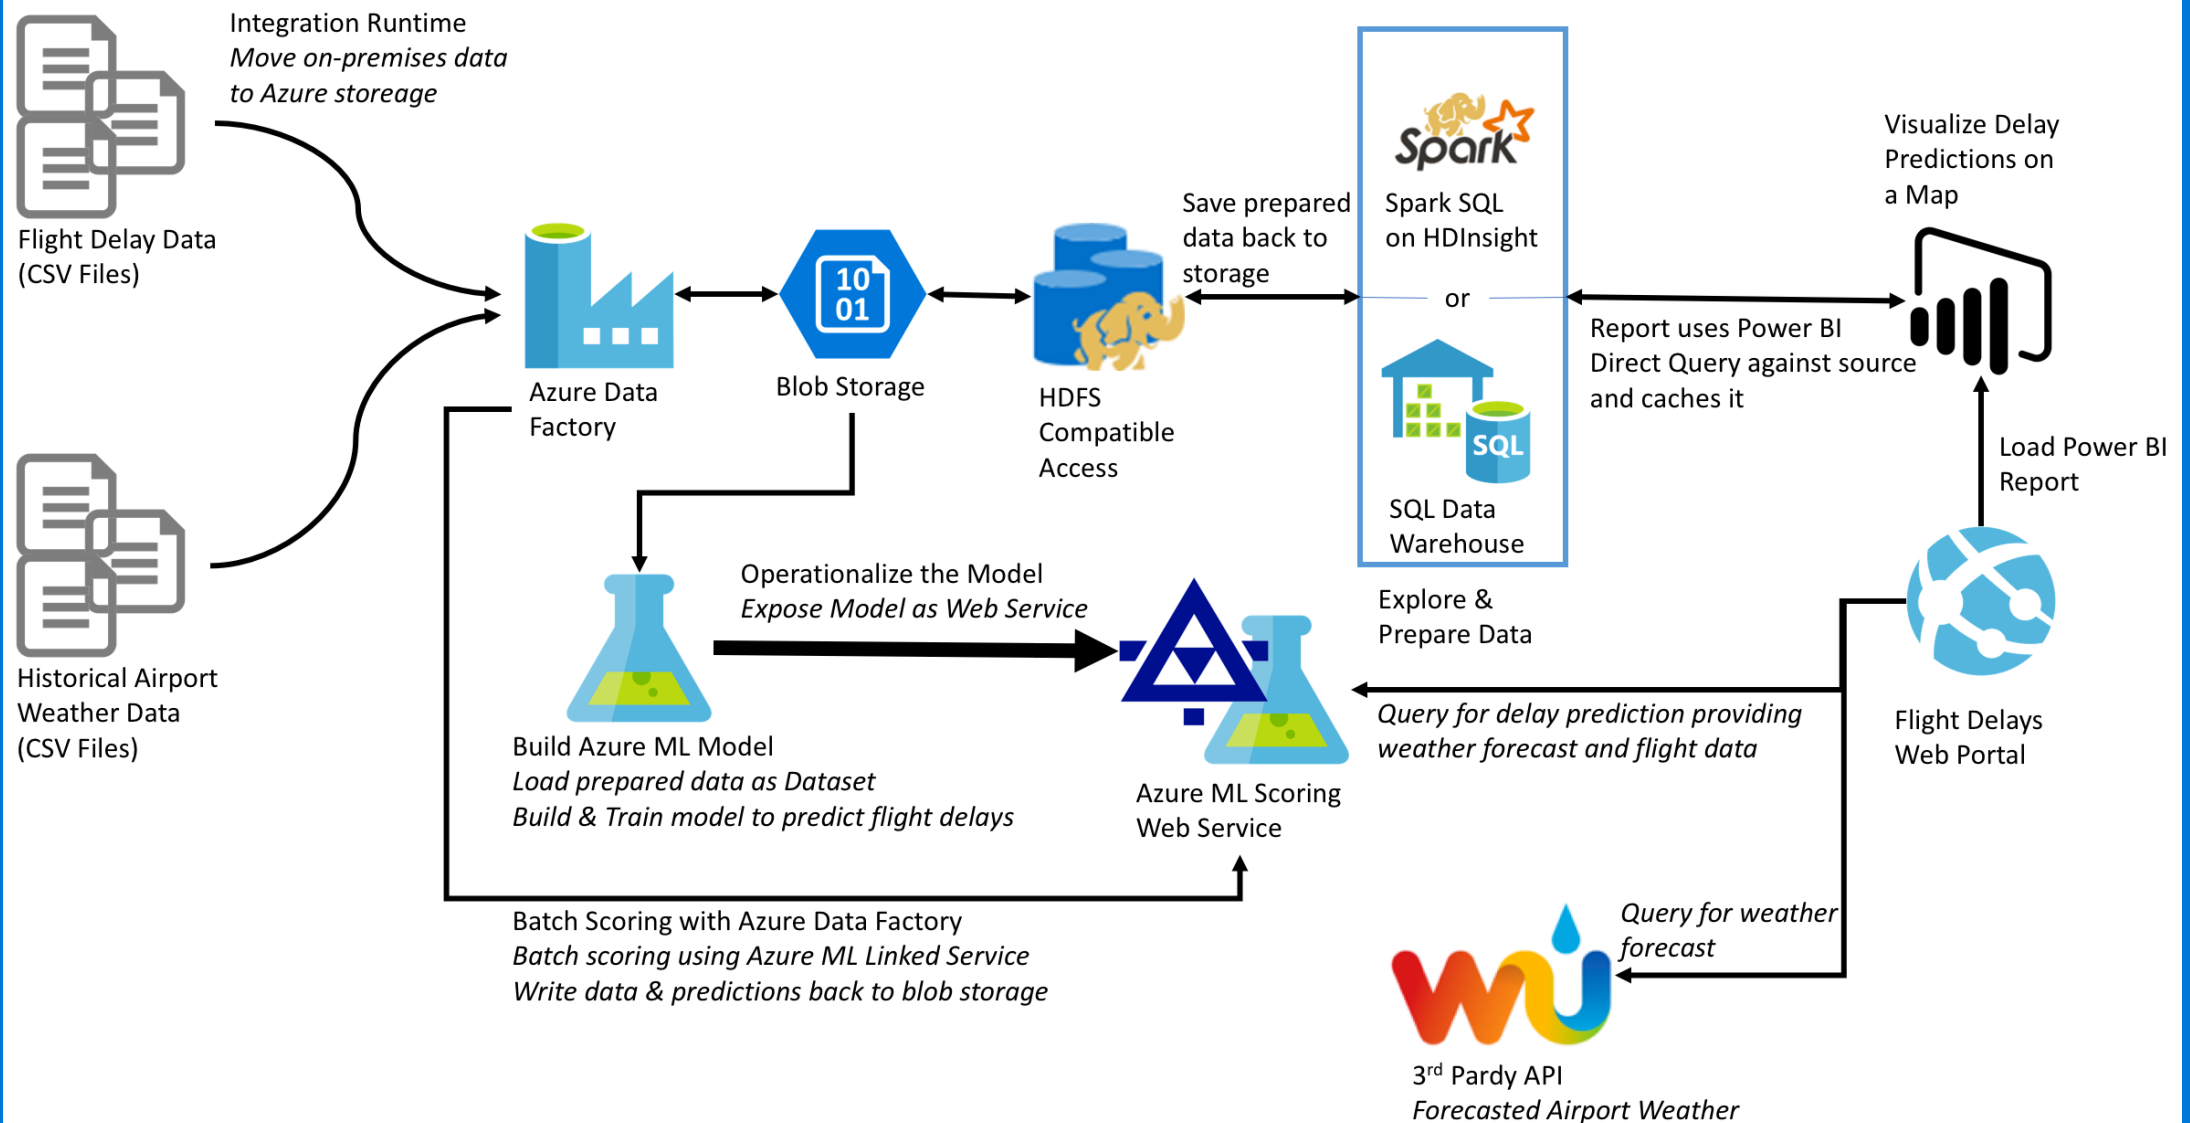 Integration Runtime
Move on-premises data
to Azure storeage
Flight Delay Data
(CSV Files)
Historical Airport
Weather Data
(CSV Files)
Azure Data
Factory
10
01
Blob Storage
HDFS
Compatible
Access
Save prepared
data back to
storage
Spark
Spark SQL
on HDInsight
or
SQL
SQL Data
Warehouse
Explore &
Prepare Data
Report uses Power BI
Direct Query against source
and caches it
Visualize Delay
Predictions on
a Map
Load Power BI
Report
Flight Delays
Web Portal
Operationalize the Model
Expose Model as Web Service
Build Azure ML Model
Load prepared data as Dataset
Build & Train model to predict flight delays
Azure ML Scoring
Web Service
Query for delay prediction providing
weather forecast and flight data
Batch Scoring with Azure Data Factory
Batch scoring using Azure ML Linked Service
Write data & predictions back to blob storage
Query for weather
forecast
wu
3rd Pardy API
Forecasted Airport Weather